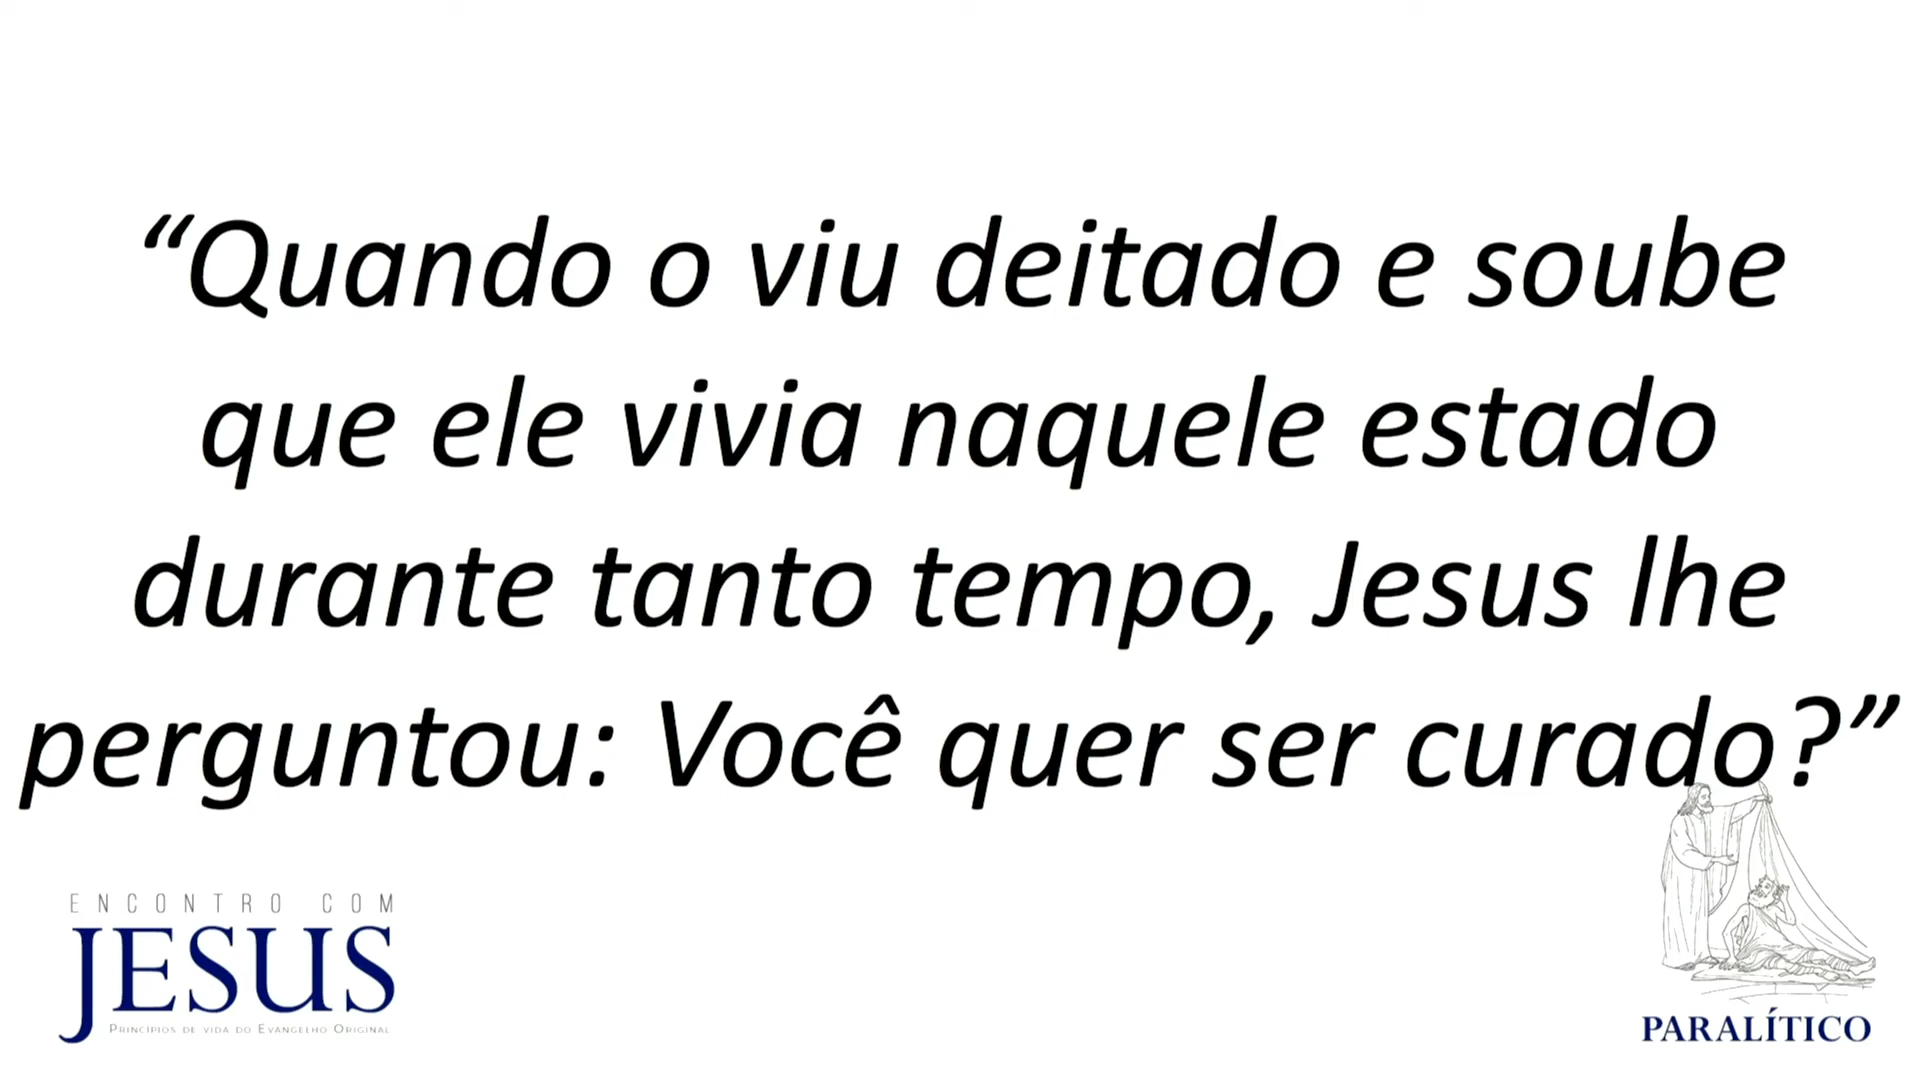 “Quando o viu deitado e soube
que ele vivia naquele estado
durante tanto tempo, Jesus lhe
perguntou: Você quer ser curado?”
ENCONTRO COM
JESUS
PRINCÍPIOS DE VIDA DO EVANGELHO ORIGINAL
PARALÍTICO